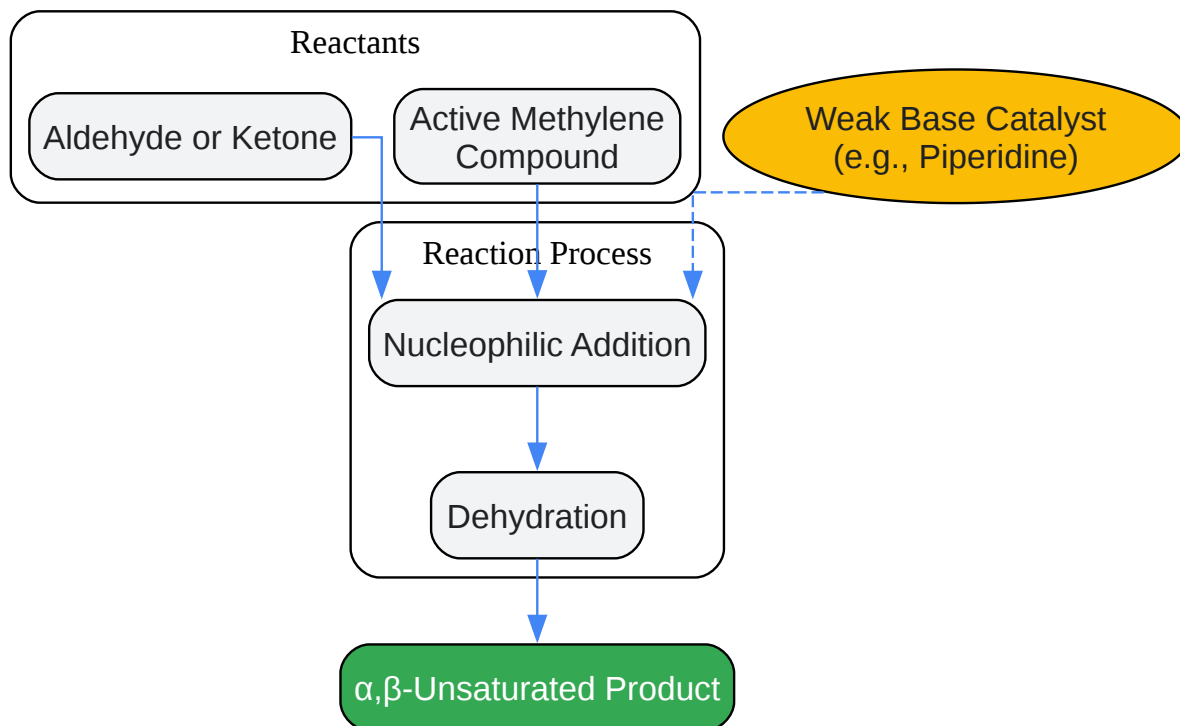 Reactants
Aldehyde or Ketone
Active Methylene
Compound
Weak Base Catalyst
(e.g., Piperidine)
Reaction Process
Nucleophilic Addition
Dehydration
α,β-Unsaturated Product